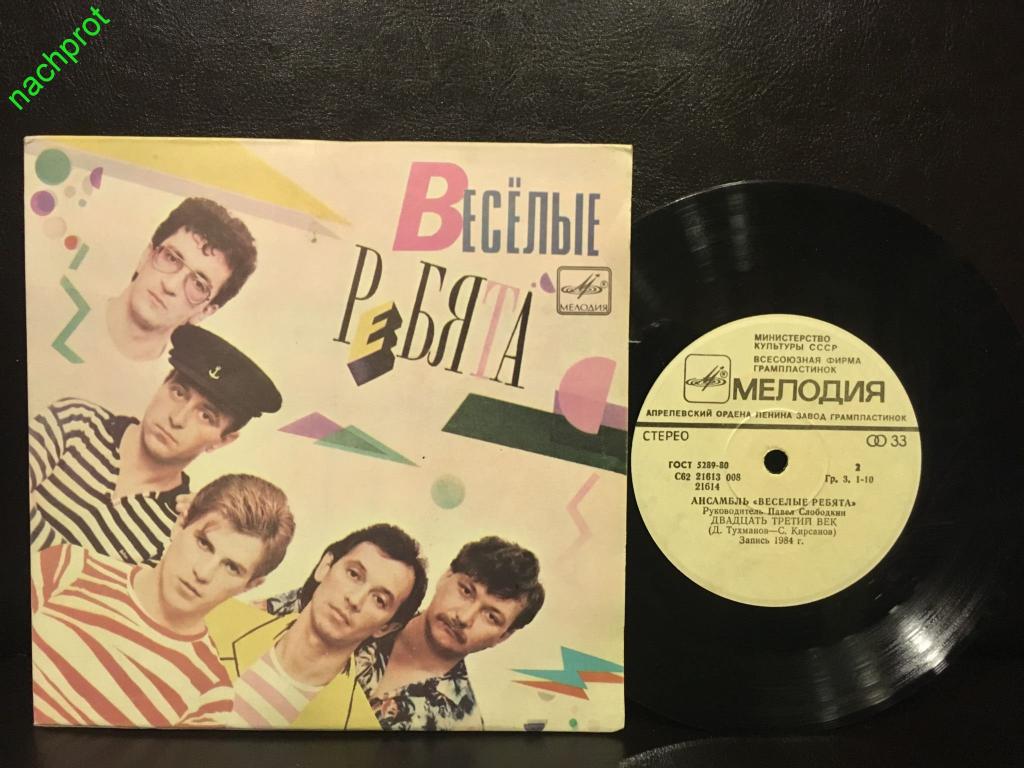 nachprot
ВЕСЁЛЫЕ
РЕБЯТА
МЕЛОДИЯ
МИНИСТЕРСТВО
КУЛЬТУРЫ СССР
ВСЕСОЮЗНАЯ ФИРМА
ГРАМПЛАСТИНОК
МЕЛОДИЯ
АПРЕЛЕВСКИЙ ОРДЕНА ЛЕНИНА ЗАВОД ГРАМПЛАСТИНОК
СТЕРЕО 33
ГОСТ 5289-80 2
С62 21613 008 Гр. 3. 1-10
21614
АНСАМБЛЬ «ВЕСЕЛЫЕ РЕБЯТА»
Руководитель Павел Слободкин
ДВАДЦАТЬ ТРЕТИЙ ВЕК
(Д. Тухманов—С. Кирсанов)
Запись 1984 г.